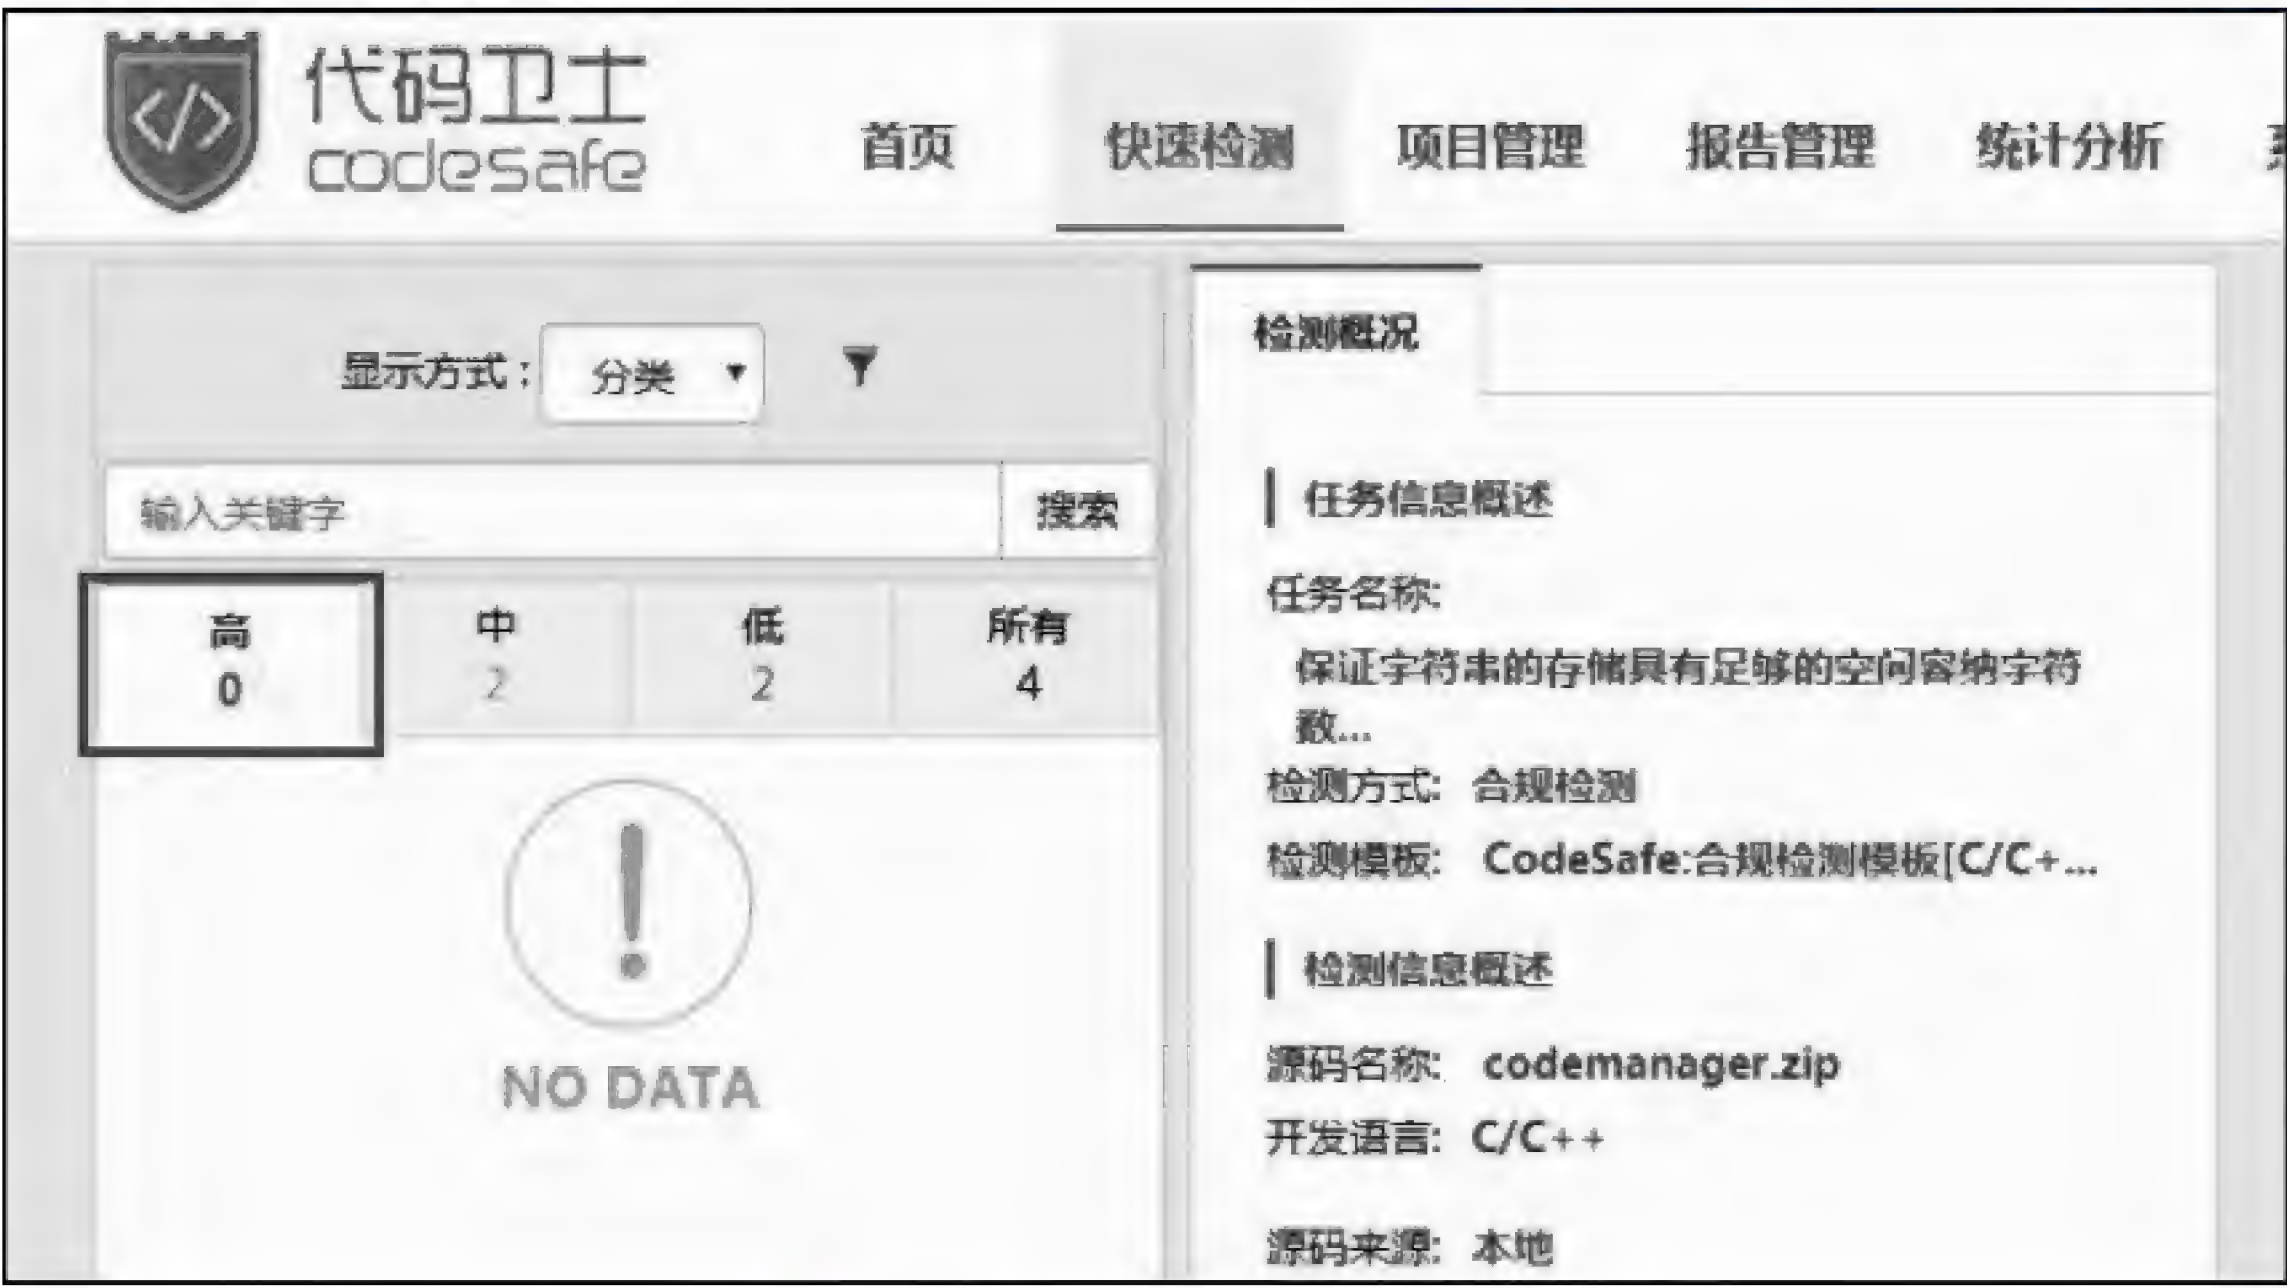 代码卫士
codesafe
首页 快速检测 项目管理 报告管理 统计分析
显示方式： 分类
输入关键字 搜索
高 中 低 所有
0 2 2 4
NO DATA
检测概况
任务信息概述
任务名称:
保证字符串的存储具有足够的空间容纳字符
数...
检测方式: 合规检测
检测模板: CodeSafe:合规检测模板[C/C+...
检测信息概述
源码名称: codemanager.zip
开发语言: C/C++
源码来源: 本地